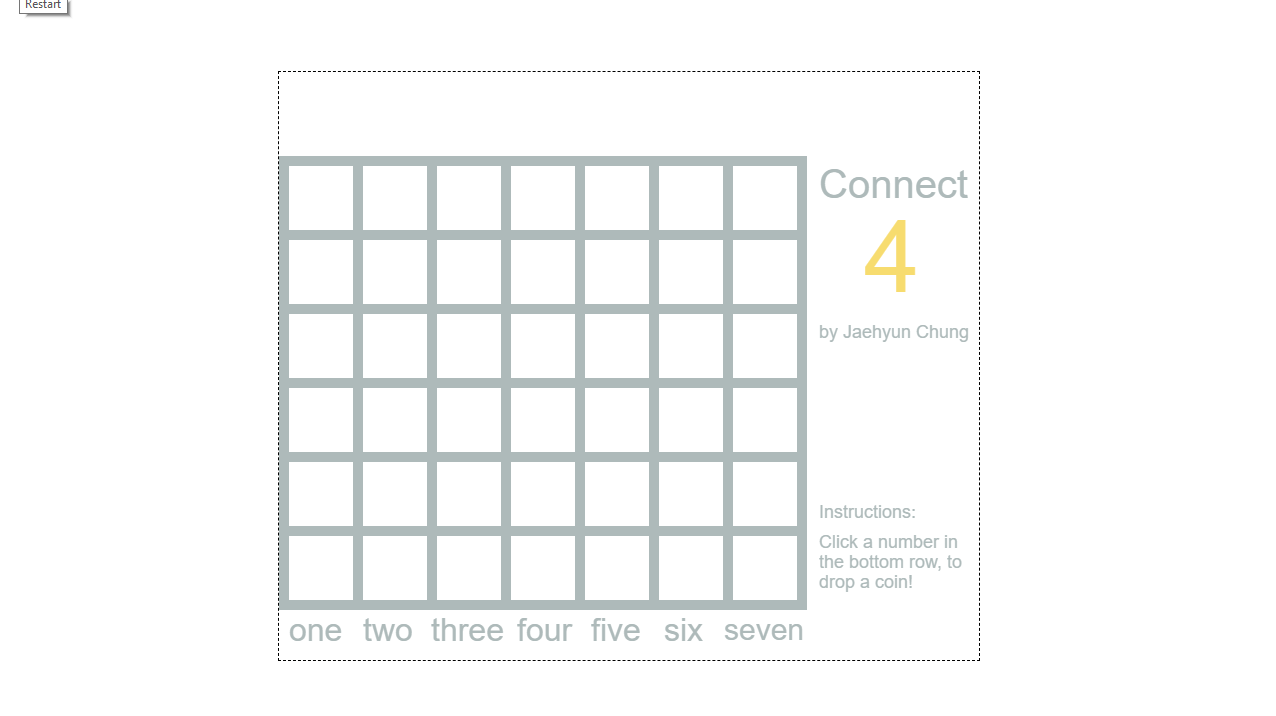 Restart
Connect
4
by Jaehyun Chung
Instructions:
Click a number in
the bottom row, to
drop a coin!
one two three four five six seven